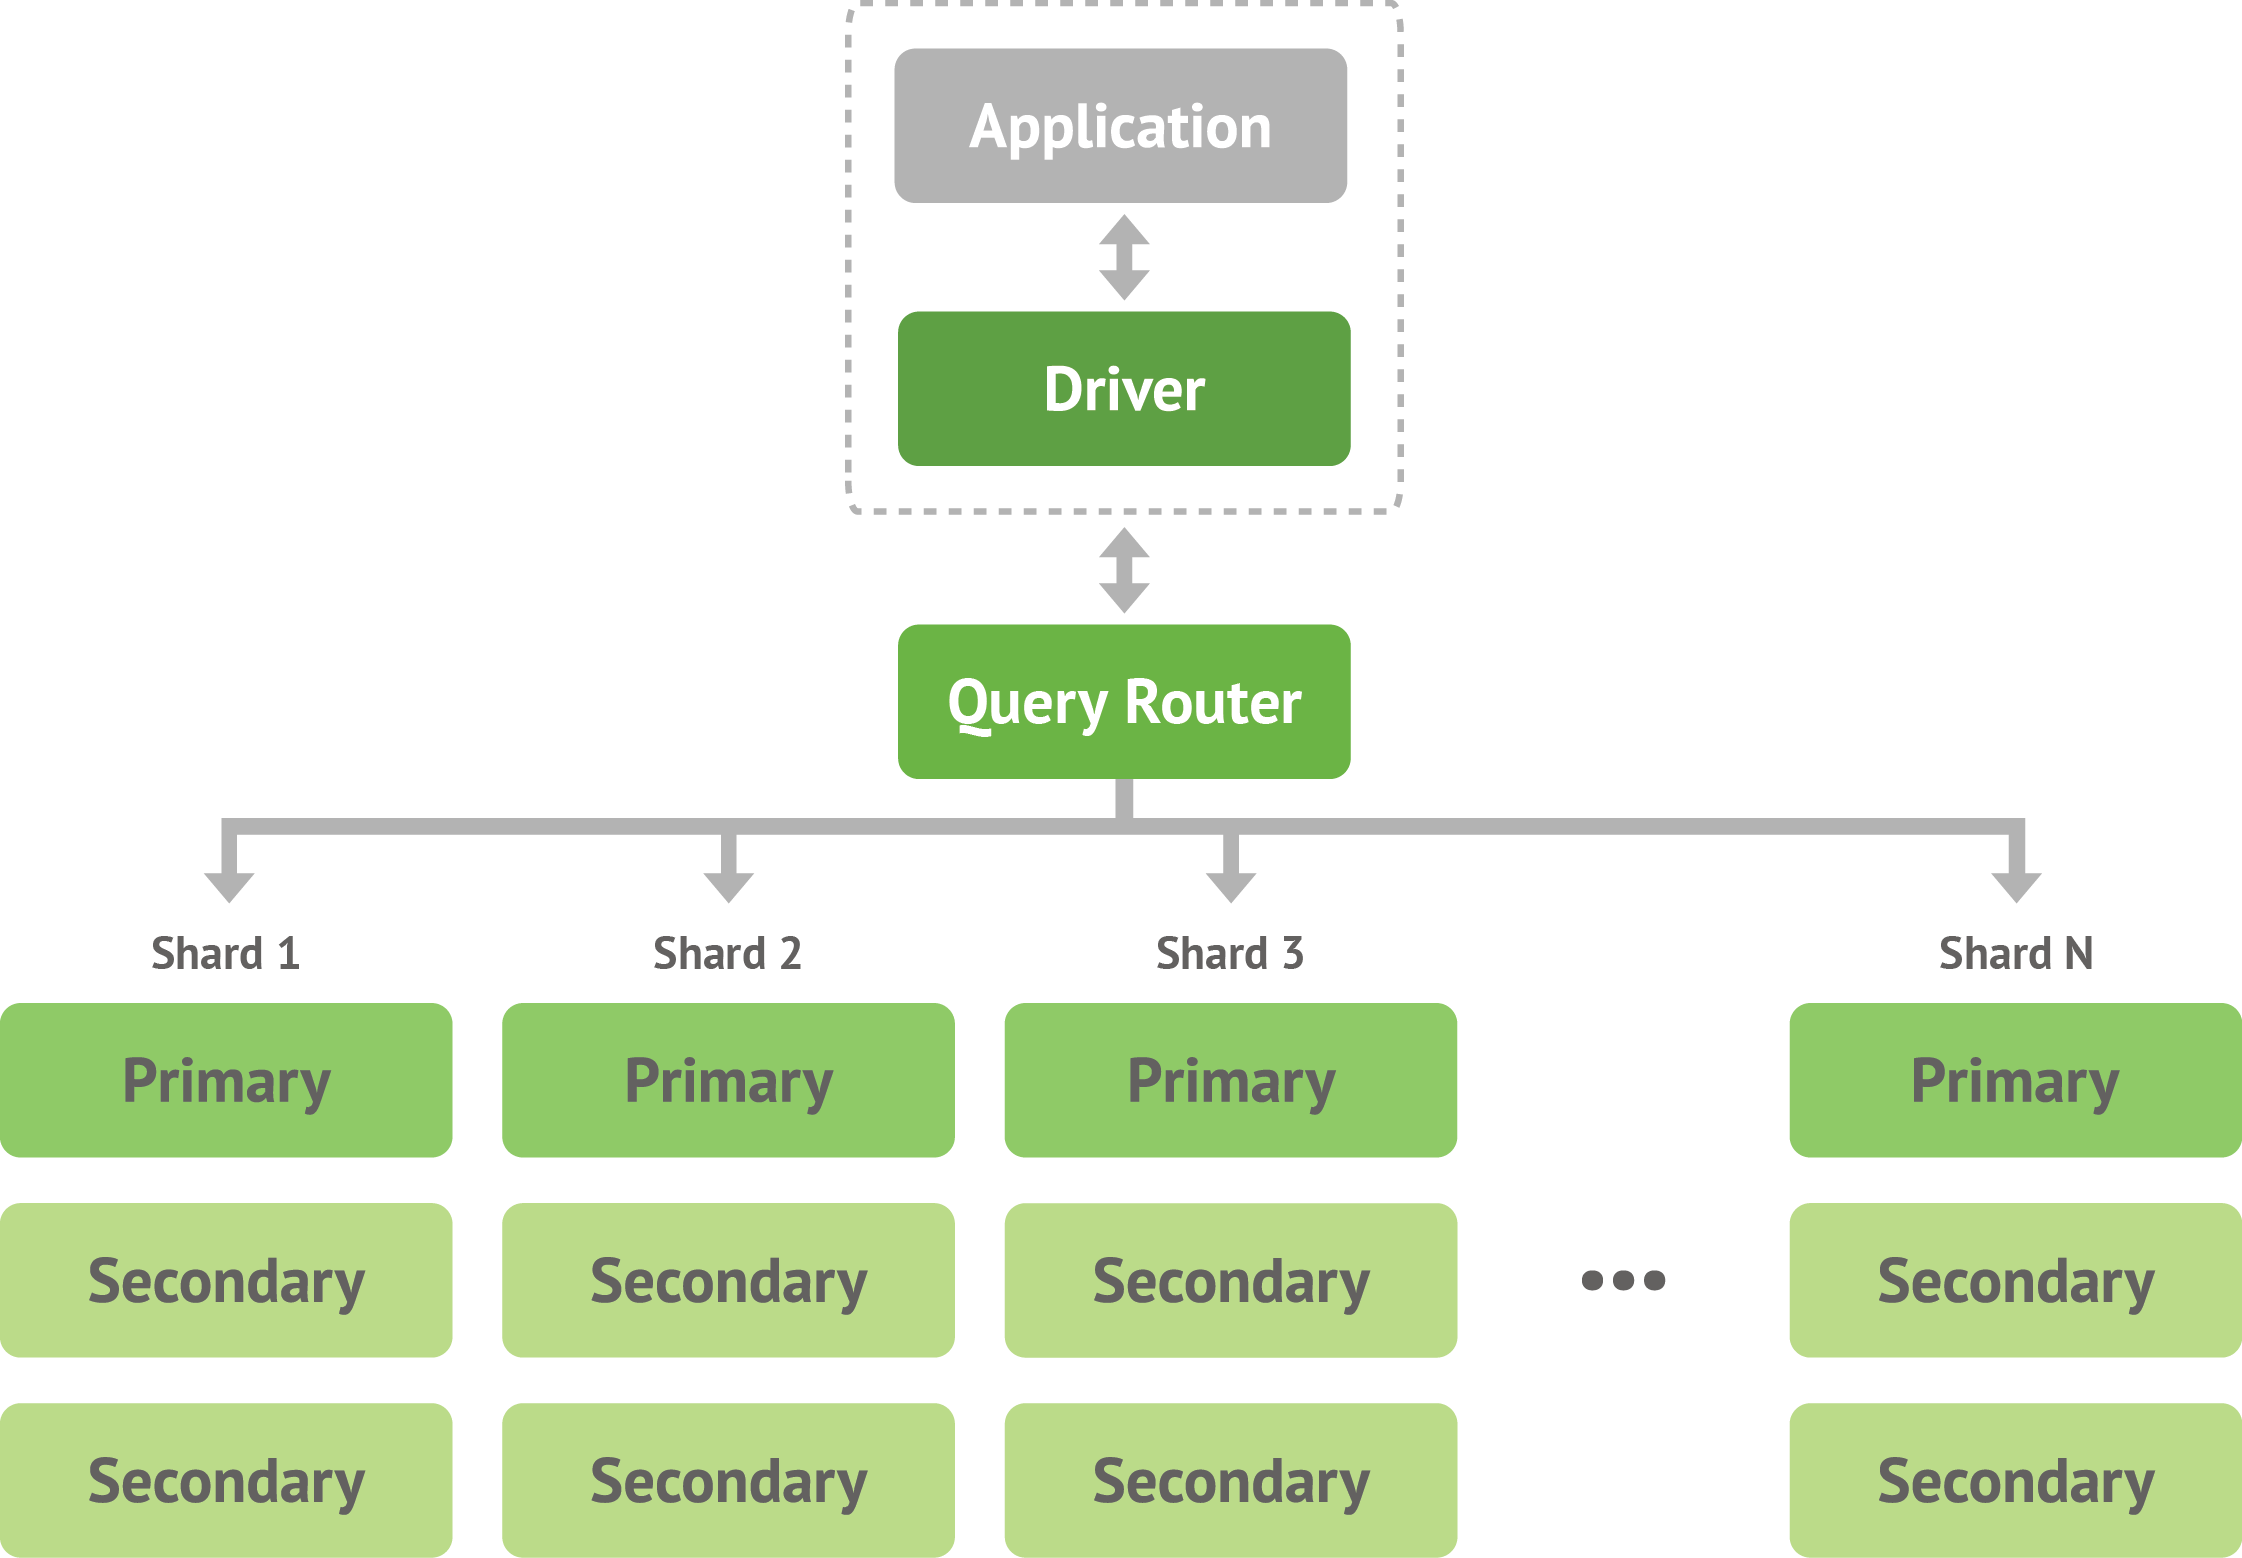 Application
Driver
Query Router
Shard 1
Shard 2
Shard 3
Shard N
Primary
Primary
Primary
Primary
Secondary
Secondary
Secondary
•••
Secondary
Secondary
Secondary
Secondary
Secondary